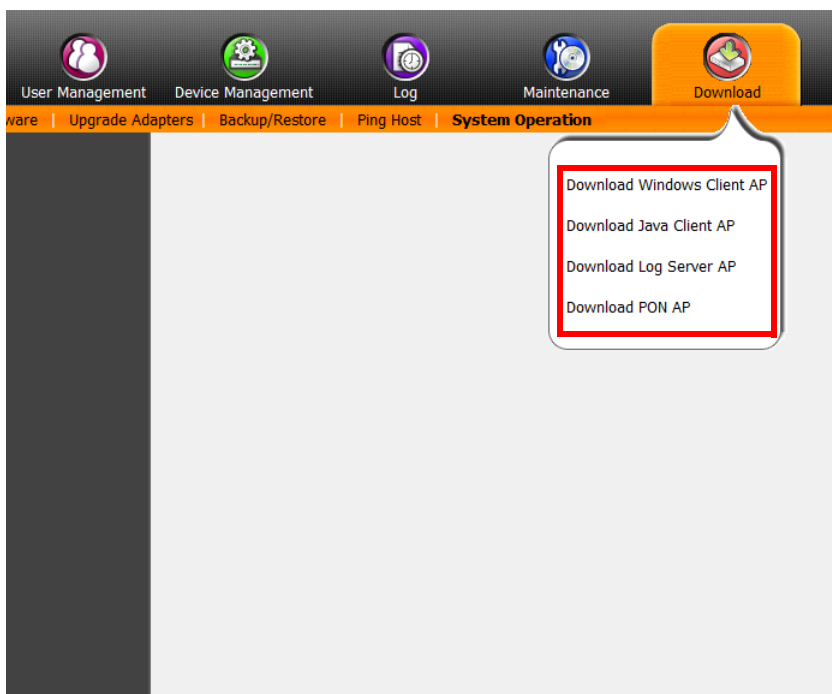 User Management Device Management Log Maintenance Download
ware | Upgrade Adapters | Backup/Restore | Ping Host | System Operation
Download Windows Client AP
Download Java Client AP
Download Log Server AP
Download PON AP